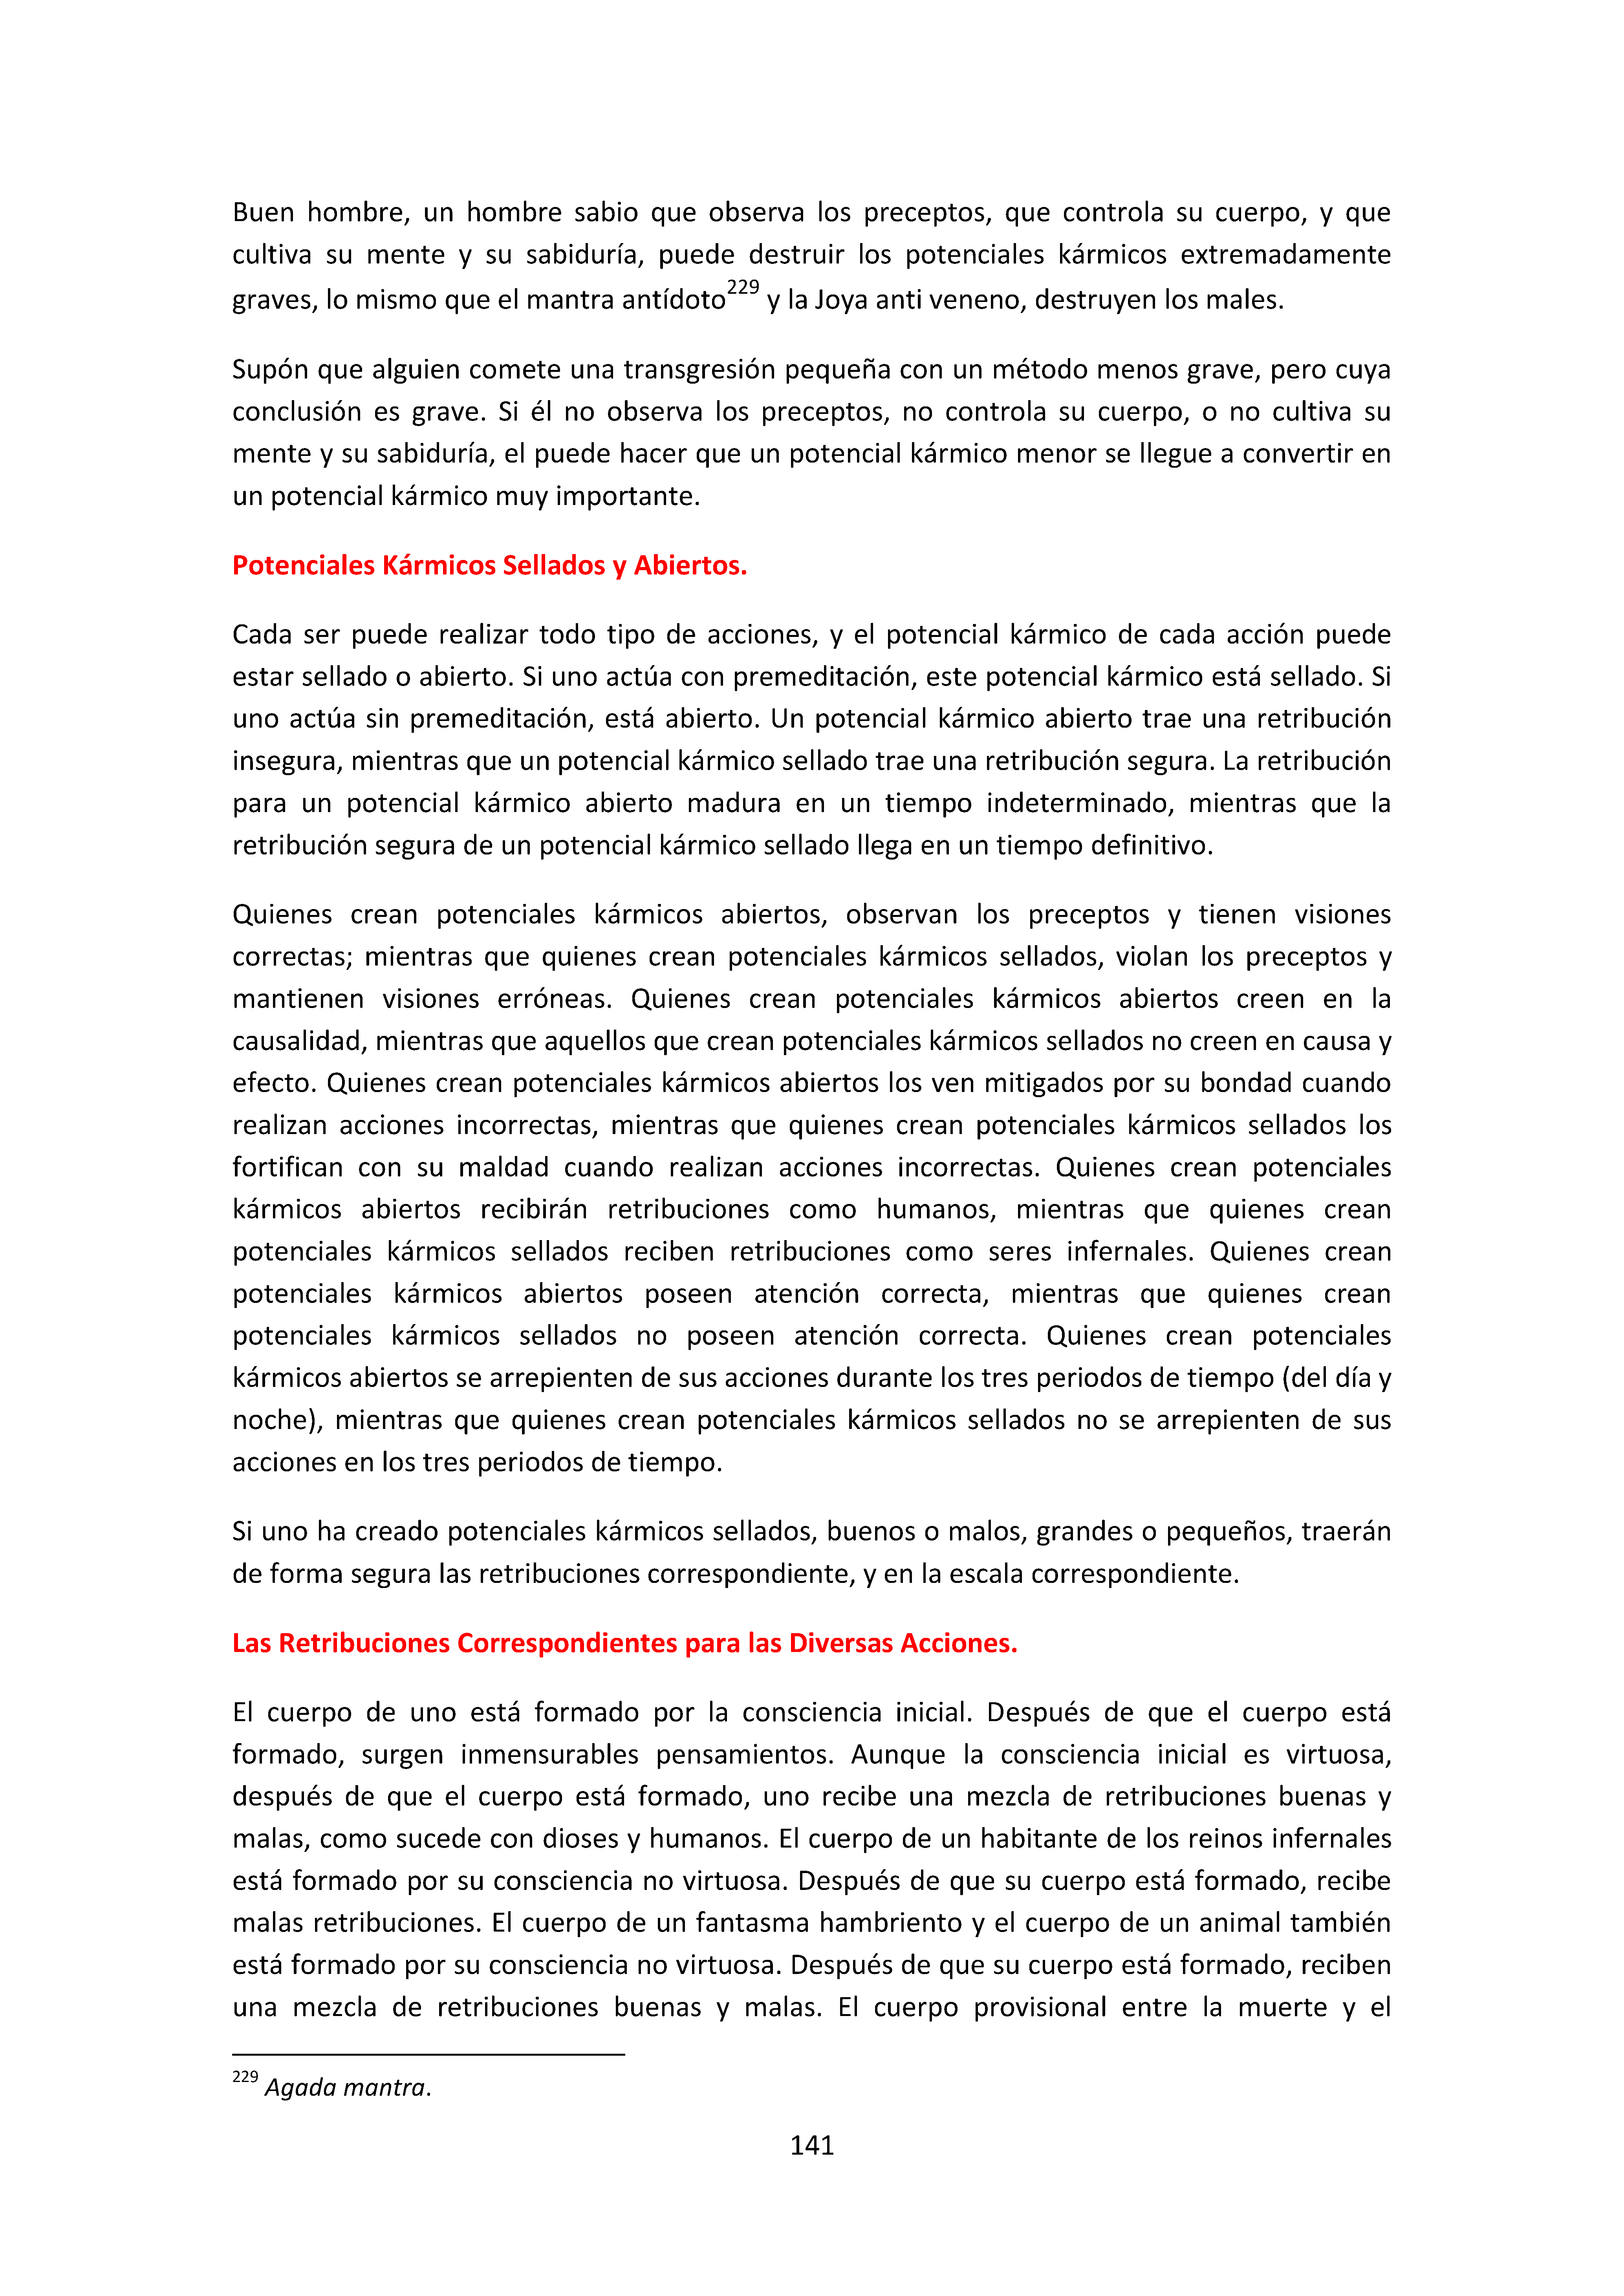 Buen hombre, un hombre sabio que observa los preceptos, que controla su cuerpo, y que
cultiva su mente y su sabiduría, puede destruir los potenciales kármicos extremadamente
graves, lo mismo que el mantra antídoto229 y la Joya anti veneno, destruyen los males.
Supón que alguien comete una transgresión pequeña con un método menos grave, pero cuya
conclusión es grave. Si él no observa los preceptos, no controla su cuerpo, o no cultiva su
mente y su sabiduría, el puede hacer que un potencial kármico menor se llegue a convertir en
un potencial kármico muy importante.
Potenciales Kármicos Sellados y Abiertos.
Cada ser puede realizar todo tipo de acciones, y el potencial kármico de cada acción puede
estar sellado o abierto. Si uno actúa con premeditación, este potencial kármico está sellado. Si
uno actúa sin premeditación, está abierto. Un potencial kármico abierto trae una retribución
insegura, mientras que un potencial kármico sellado trae una retribución segura. La retribución
para un potencial kármico abierto madura en un tiempo indeterminado, mientras que la
retribución segura de un potencial kármico sellado llega en un tiempo definitivo.
Quienes crean potenciales kármicos abiertos, observan los preceptos y tienen visiones
correctas; mientras que quienes crean potenciales kármicos sellados, violan los preceptos y
mantienen visiones erróneas. Quienes crean potenciales kármicos abiertos creen en la
causalidad, mientras que aquellos que crean potenciales kármicos sellados no creen en causa y
efecto. Quienes crean potenciales kármicos abiertos los ven mitigados por su bondad cuando
realizan acciones incorrectas, mientras que quienes crean potenciales kármicos sellados los
fortifican con su maldad cuando realizan acciones incorrectas. Quienes crean potenciales
kármicos abiertos recibirán retribuciones como humanos, mientras que quienes crean
potenciales kármicos sellados reciben retribuciones como seres infernales. Quienes crean
potenciales kármicos abiertos poseen atención correcta, mientras que quienes crean
potenciales kármicos sellados no poseen atención correcta. Quienes crean potenciales
kármicos abiertos se arrepienten de sus acciones durante los tres periodos de tiempo (del día y
noche), mientras que quienes crean potenciales kármicos sellados no se arrepienten de sus
acciones en los tres periodos de tiempo.
Si uno ha creado potenciales kármicos sellados, buenos o malos, grandes o pequeños, traerán
de forma segura las retribuciones correspondiente, y en la escala correspondiente.
Las Retribuciones Correspondientes para las Diversas Acciones.
El cuerpo de uno está formado por la consciencia inicial. Después de que el cuerpo está
formado, surgen inmensurables pensamientos. Aunque la consciencia inicial es virtuosa,
después de que el cuerpo está formado, uno recibe una mezcla de retribuciones buenas y
malas, como sucede con dioses y humanos. El cuerpo de un habitante de los reinos infernales
está formado por su consciencia no virtuosa. Después de que su cuerpo está formado, recibe
malas retribuciones. El cuerpo de un fantasma hambriento y el cuerpo de un animal también
está formado por su consciencia no virtuosa. Después de que su cuerpo está formado, reciben
una mezcla de retribuciones buenas y malas. El cuerpo provisional entre la muerte y el
229 Agada mantra.
141